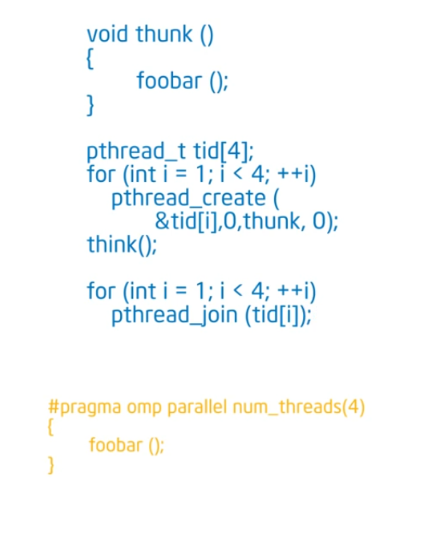 void thunk ()
{
foobar ();
}
pthread_t tid[4];
for (int i = 1; i < 4; ++i)
pthread_create (
&tid[i],0,thunk, 0);
think();
for (int i = 1; i < 4; ++i)
pthread_join (tid[i]);
#pragma omp parallel num_threads(4)
{
foobar ();
}